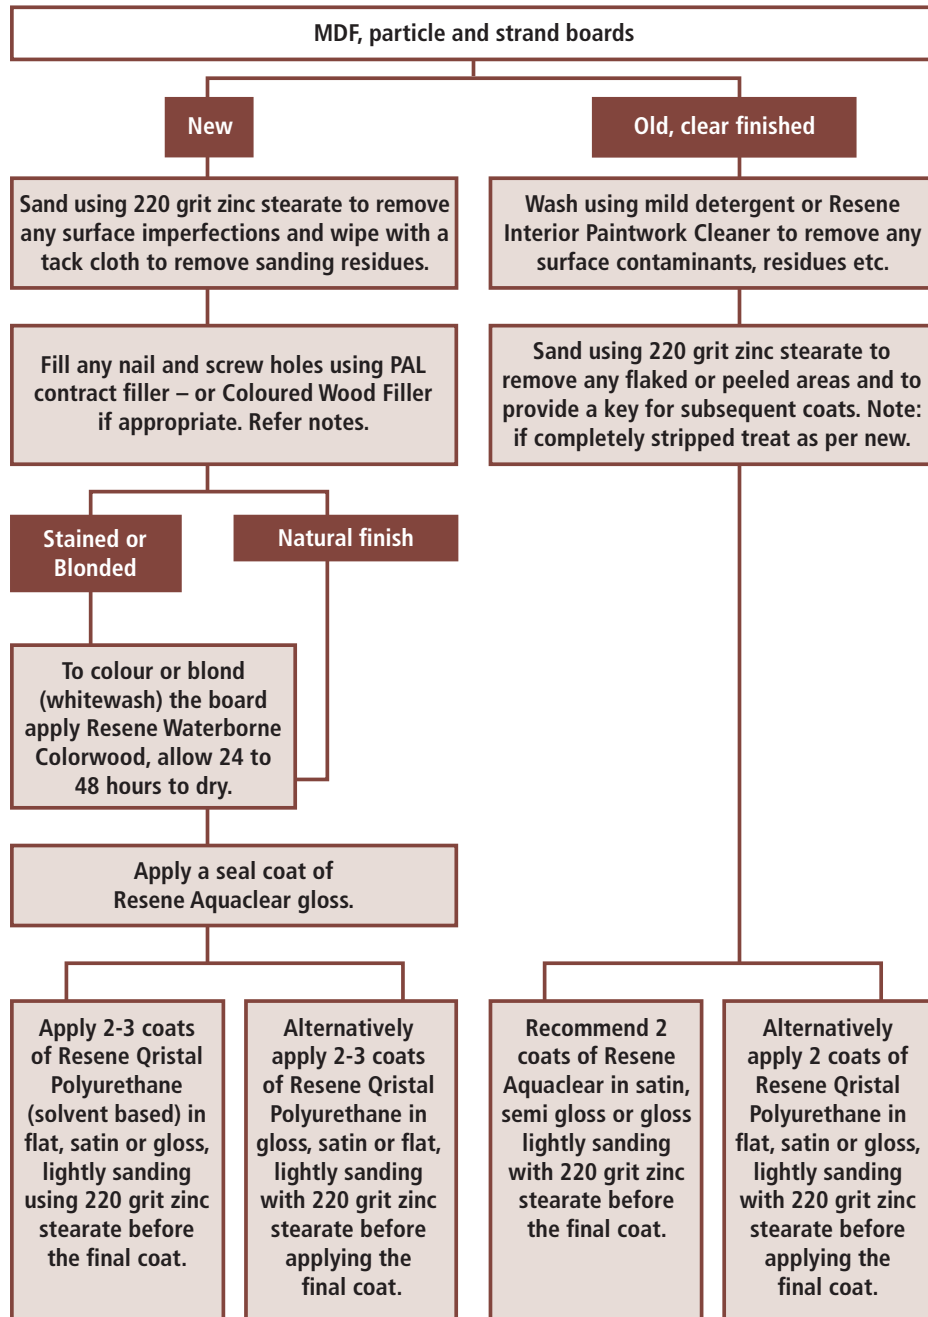 MDF, particle and strand boards
New
Old, clear finished
Sand using 220 grit zinc stearate to remove
any surface imperfections and wipe with a
tack cloth to remove sanding residues.
Wash using mild detergent or Resene
Interior Paintwork Cleaner to remove any
surface contaminants, residues etc.
Fill any nail and screw holes using PAL
contract filler – or Coloured Wood Filler
if appropriate. Refer notes.
Sand using 220 grit zinc stearate to
remove any flaked or peeled areas and to
provide a key for subsequent coats. Note:
if completely stripped treat as per new.
Stained or
Blonded
Natural finish
To colour or blond
(whitewash) the board
apply Resene Waterborne
Colorwood, allow 24 to
48 hours to dry.
Apply a seal coat of
Resene Aquaclear gloss.
Apply 2-3 coats
of Resene Qristal
Polyurethane
(solvent based) in
flat, satin or gloss,
lightly sanding
using 220 grit zinc
stearate before
the final coat.
Alternatively
apply 2-3 coats
of Resene Qristal
Polyurethane in
gloss, satin or flat,
lightly sanding
with 220 grit zinc
stearate before
applying the
final coat.
Recommend 2
coats of Resene
Aquaclear in satin,
semi gloss or gloss
lightly sanding
with 220 grit zinc
stearate before
the final coat.
Alternatively
apply 2 coats of
Resene Qristal
Polyurethane in
flat, satin or gloss,
lightly sanding
with 220 grit zinc
stearate before
applying the
final coat.